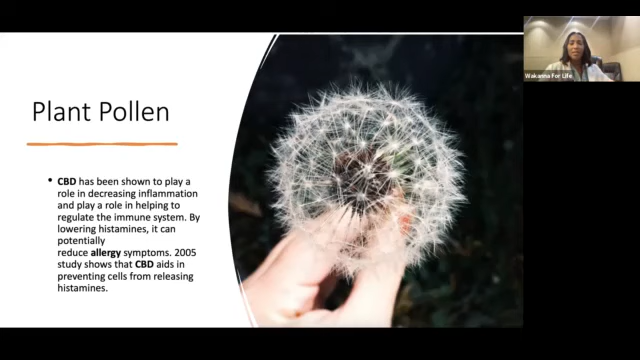 Plant Pollen
• CBD has been shown to play a
role in decreasing inflammation
and play a role in helping to
regulate the immune system. By
lowering histamines, it can
potentially
reduce allergy symptoms. 2005
study shows that CBD aids in
preventing cells from releasing
histamines.
Wakanna For Life